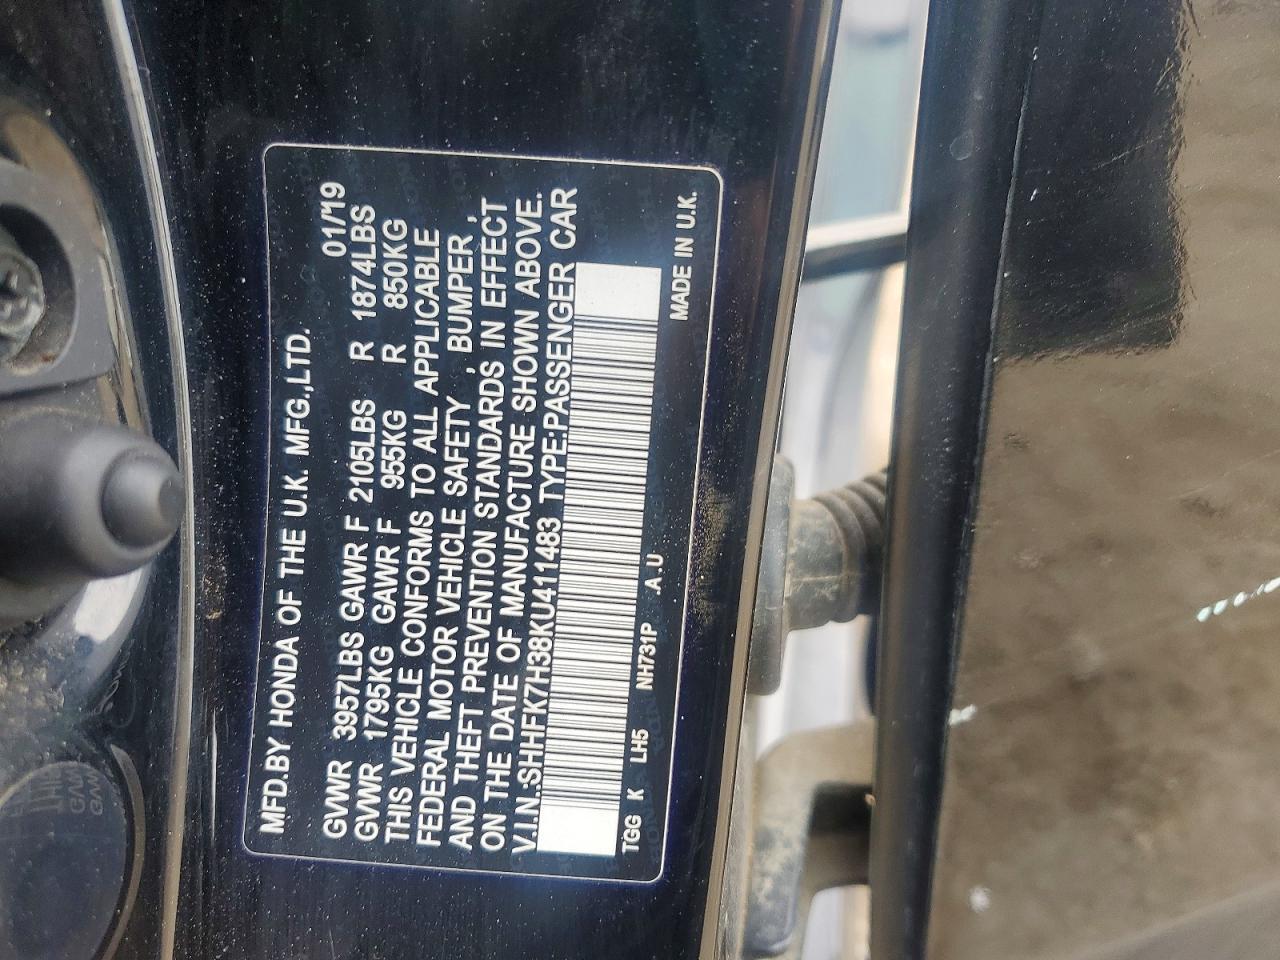 MFD.BY HONDA OF THE U.K. MFG.,LTD. 01/19
GVWR 3957LBS GAWR F 2105LBS R 1874LBS
GVWR 1795KG GAWR F 955KG R 850KG
THIS VEHICLE CONFORMS TO ALL APPLICABLE
FEDERAL MOTOR VEHICLE SAFETY , BUMPER ,
AND THEFT PREVENTION STANDARDS IN EFFECT
ON THE DATE OF MANUFACTURE SHOWN ABOVE.
V.I.N.:SHHFK7H38KU411483 TYPE:PASSENGER CAR
TGG K LH5 NH731P .A.U MADE IN U.K.